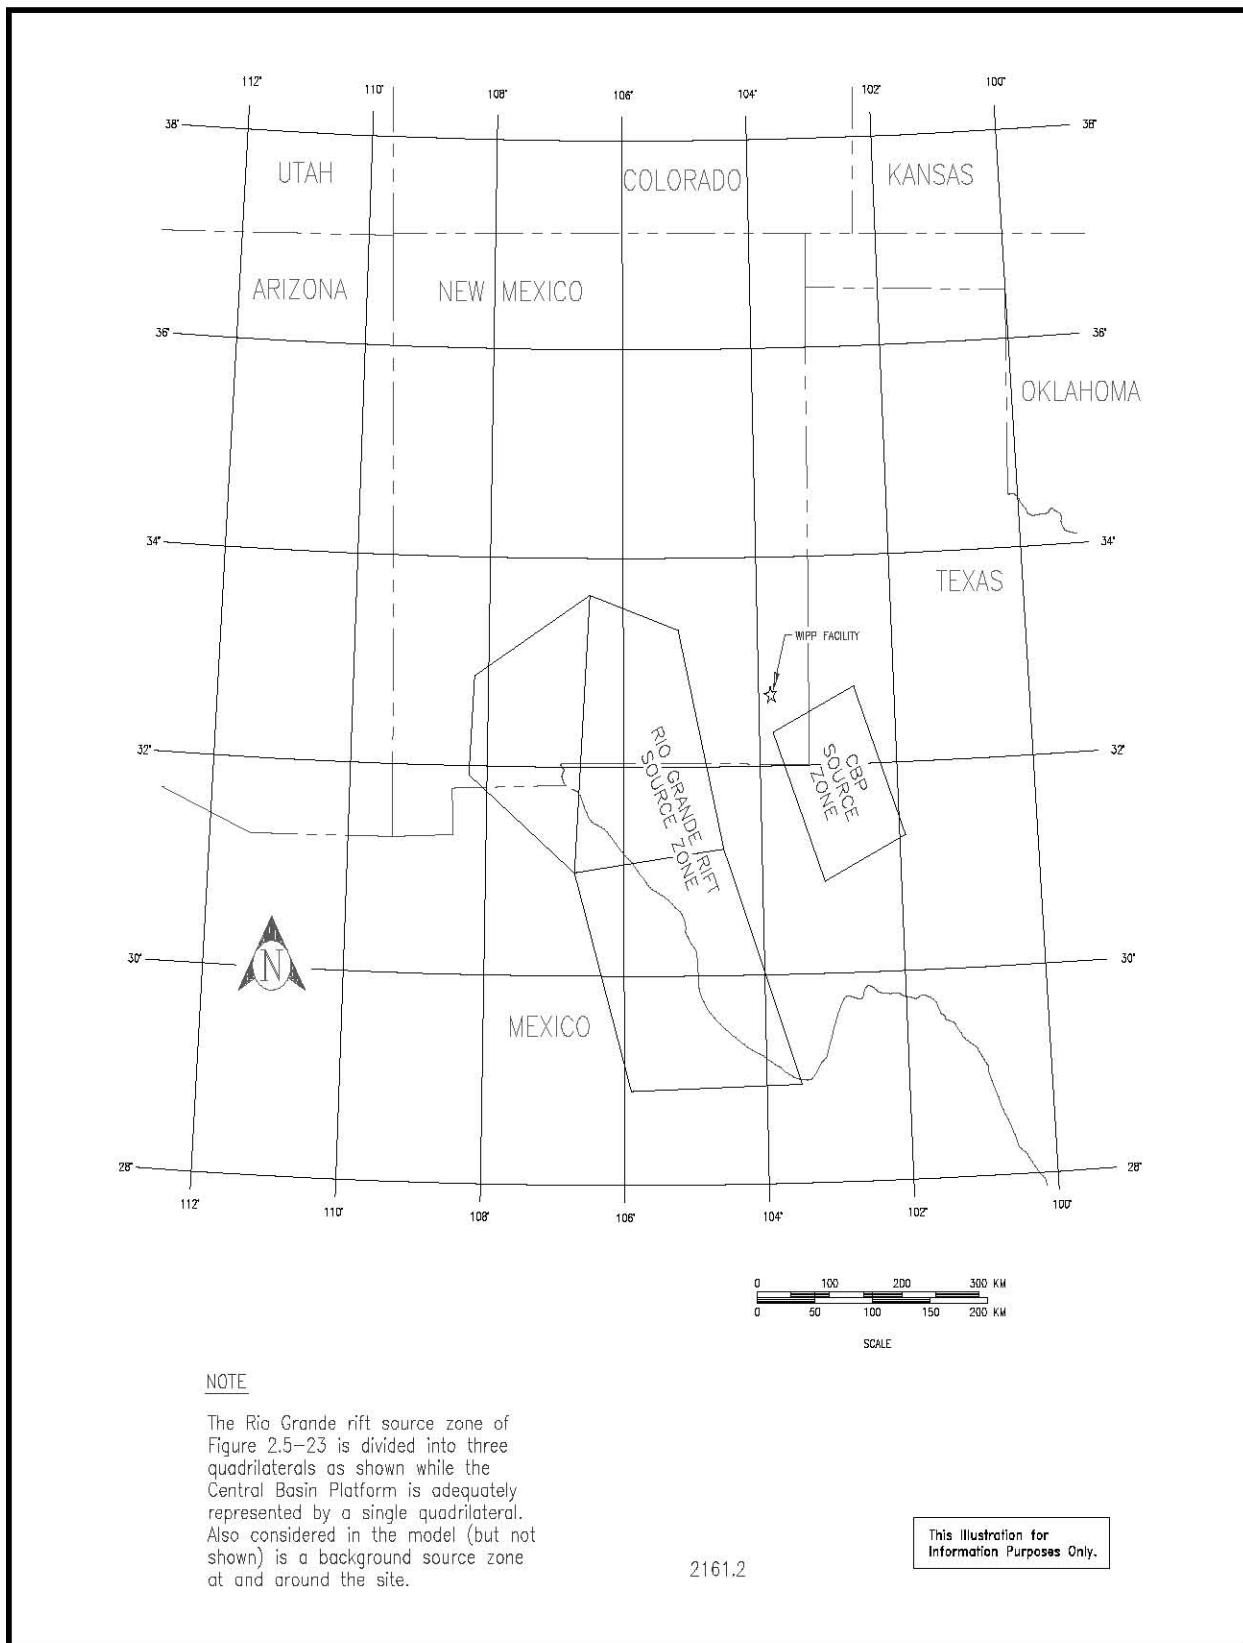 112° 110° 108° 106° 104° 102° 100°
38° 38°
UTAH COLORADO KANSAS
ARIZONA NEW MEXICO
36° 36°
OKLAHOMA
34° 34°
TEXAS
WIPP FACILITY
32° 32°
RIO GRANDE RIFT
SOURCE ZONE
CBP
SOURCE
ZONE
N
30° 30°
MEXICO
28° 28°
112° 110° 108° 106° 104° 102° 100°
0 100 200 300 KM
0 50 100 150 200 KM
SCALE
NOTE
The Rio Grande rift source zone of
Figure 2.5-23 is divided into three
quadrilaterals as shown while the
Central Basin Platform is adequately
represented by a single quadrilateral.
Also considered in the model (but not
shown) is a background source zone
at and around the site.
2161.2
This Illustration for
Information Purposes Only.